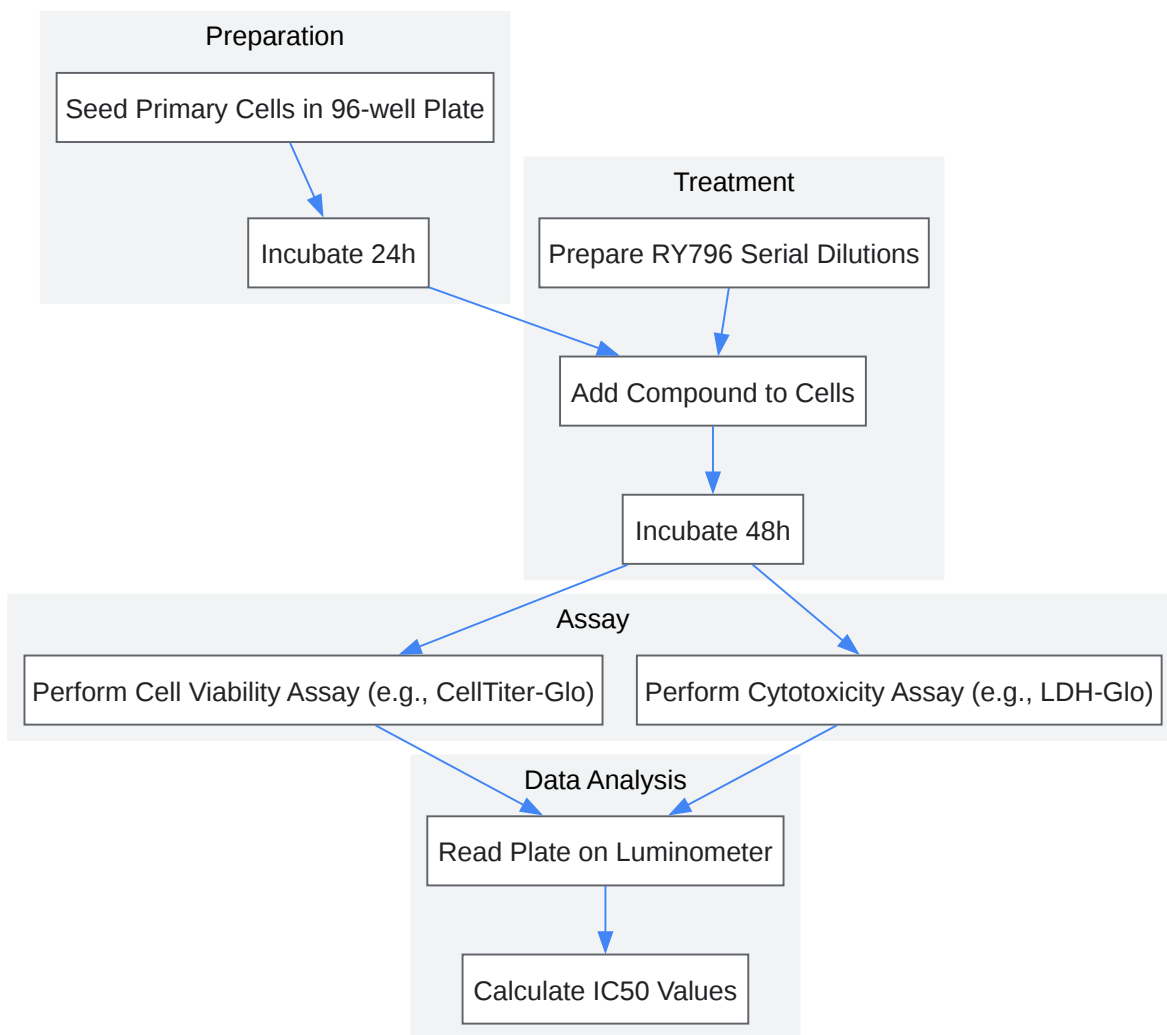 Preparation
Seed Primary Cells in 96-well Plate
Incubate 24h
Treatment
Prepare RY796 Serial Dilutions
Add Compound to Cells
Incubate 48h
Assay
Perform Cell Viability Assay (e.g., CellTiter-Glo)
Perform Cytotoxicity Assay (e.g., LDH-Glo)
Data Analysis
Read Plate on Luminometer
Calculate IC50 Values